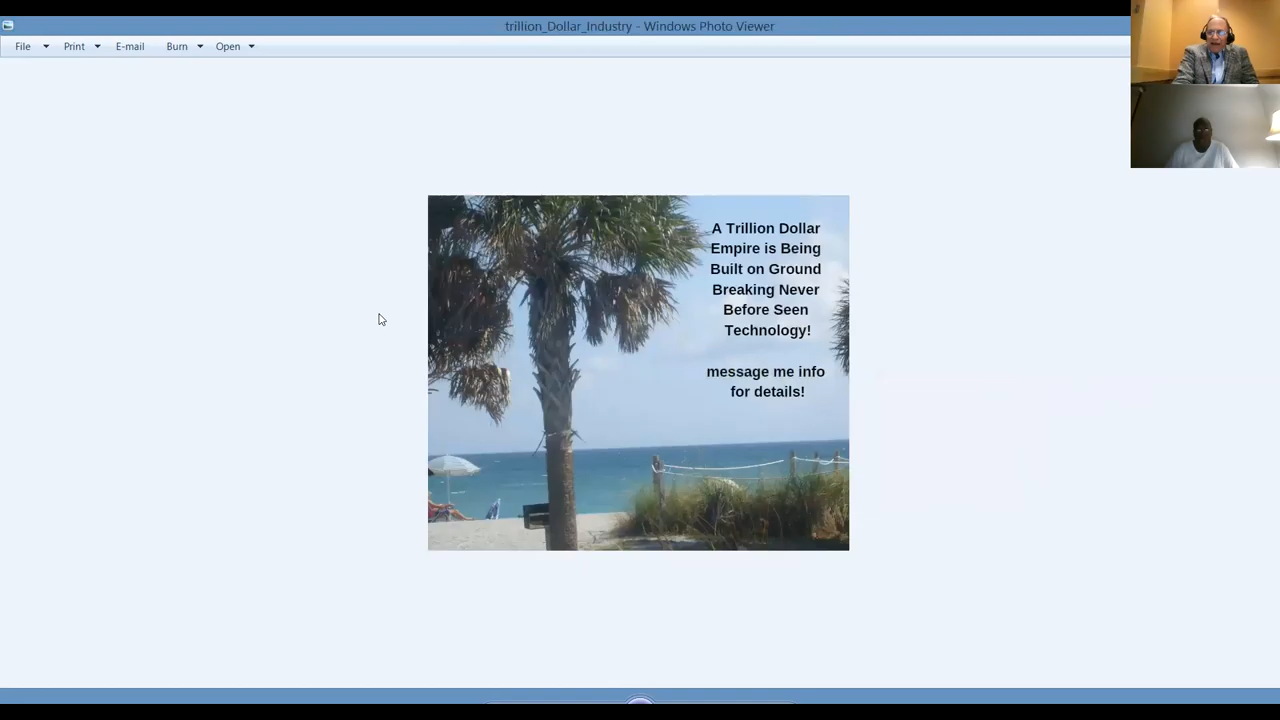 trillion_Dollar_Industry - Windows Photo Viewer
File Print E-mail Burn Open
A Trillion Dollar
Empire is Being
Built on Ground
Breaking Never
Before Seen
Technology!
message me info
for details!